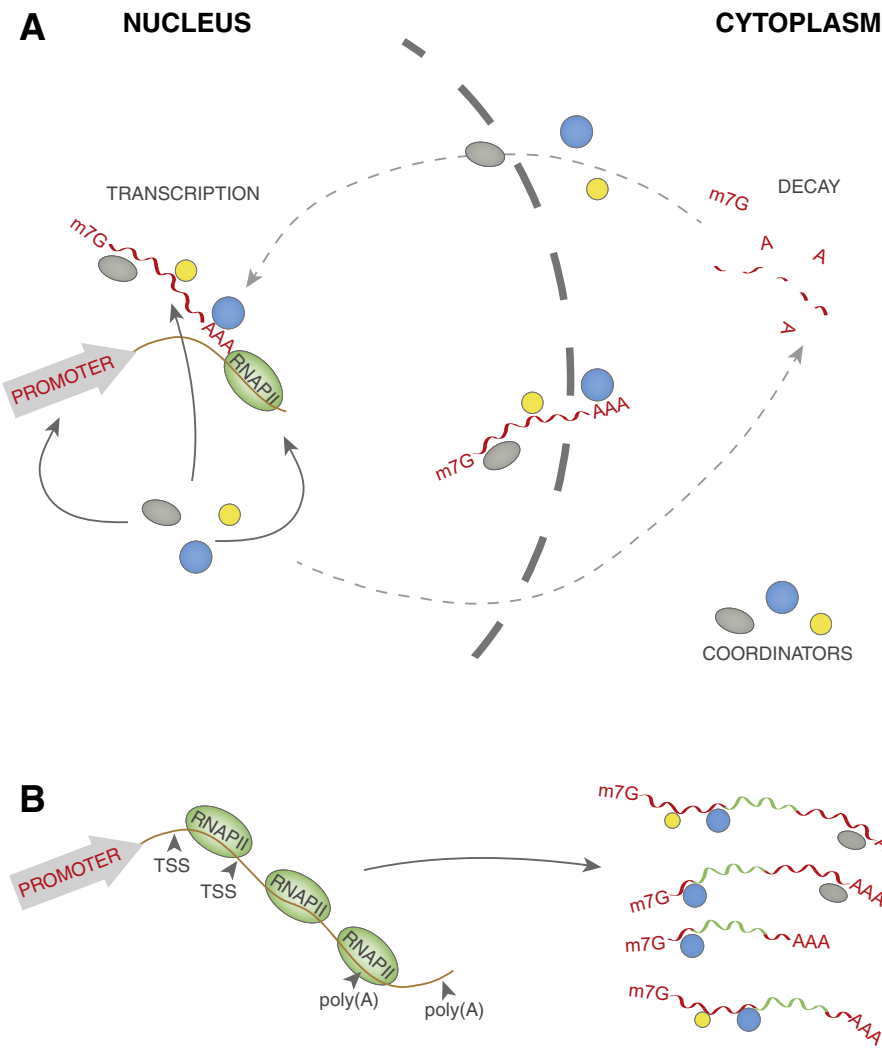 A NUCLEUS CYTOPLASM
TRANSCRIPTION
DECAY
m7G
A A
m7G
AAA
A
PROMOTER
RNAPII
AAA
m7G
COORDINATORS
B
m7G
A
RNAPII
PROMOTER
TSS
TSS
RNAPII
m7G
AAA
m7G
AAA
RNAPII
poly(A)
poly(A)
m7G
AAA